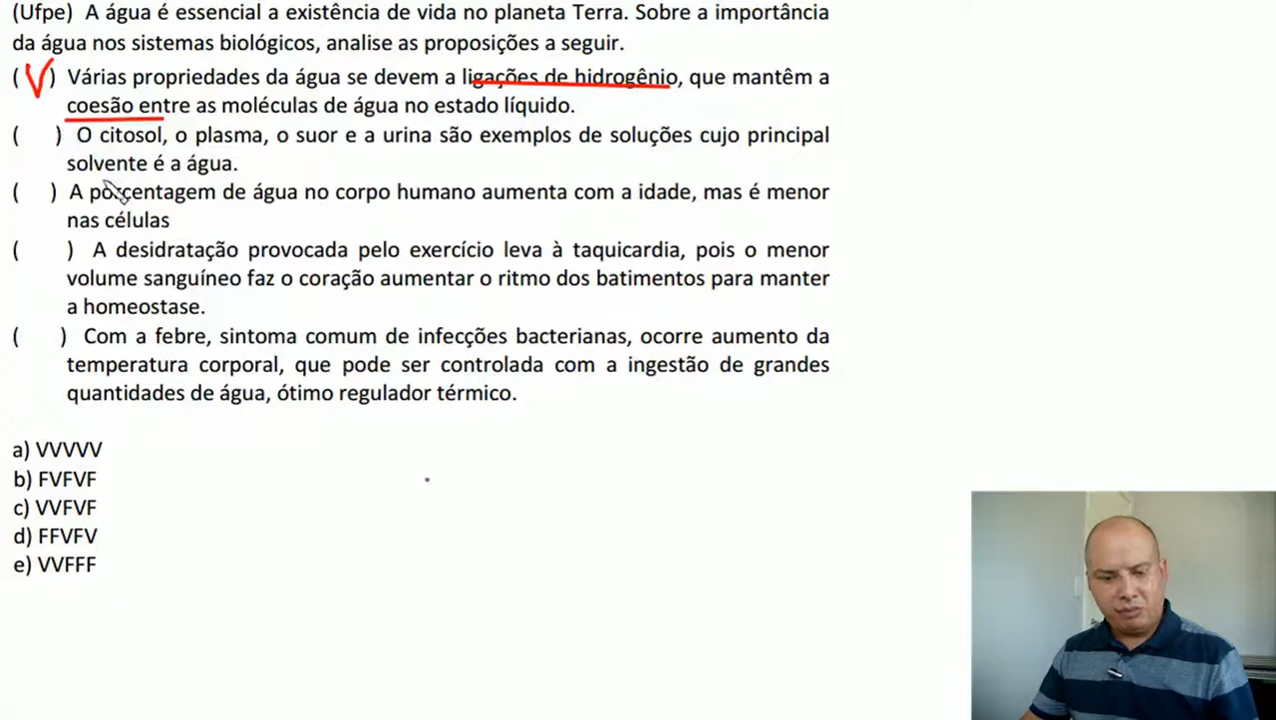 (Ufpe) A água é essencial a existência de vida no planeta Terra. Sobre a importância
da água nos sistemas biológicos, analise as proposições a seguir.
( V ) Várias propriedades da água se devem a ligações de hidrogênio, que mantêm a
coesão entre as moléculas de água no estado líquido.
( ) O citosol, o plasma, o suor e a urina são exemplos de soluções cujo principal
solvente é a água.
( ) A porcentagem de água no corpo humano aumenta com a idade, mas é menor
nas células
( ) A desidratação provocada pelo exercício leva à taquicardia, pois o menor
volume sanguíneo faz o coração aumentar o ritmo dos batimentos para manter
a homeostase.
( ) Com a febre, sintoma comum de infecções bacterianas, ocorre aumento da
temperatura corporal, que pode ser controlada com a ingestão de grandes
quantidades de água, ótimo regulador térmico.
a) VVVVV
b) FVFVF
c) VVFVF
d) FFVFV
e) VVFFF